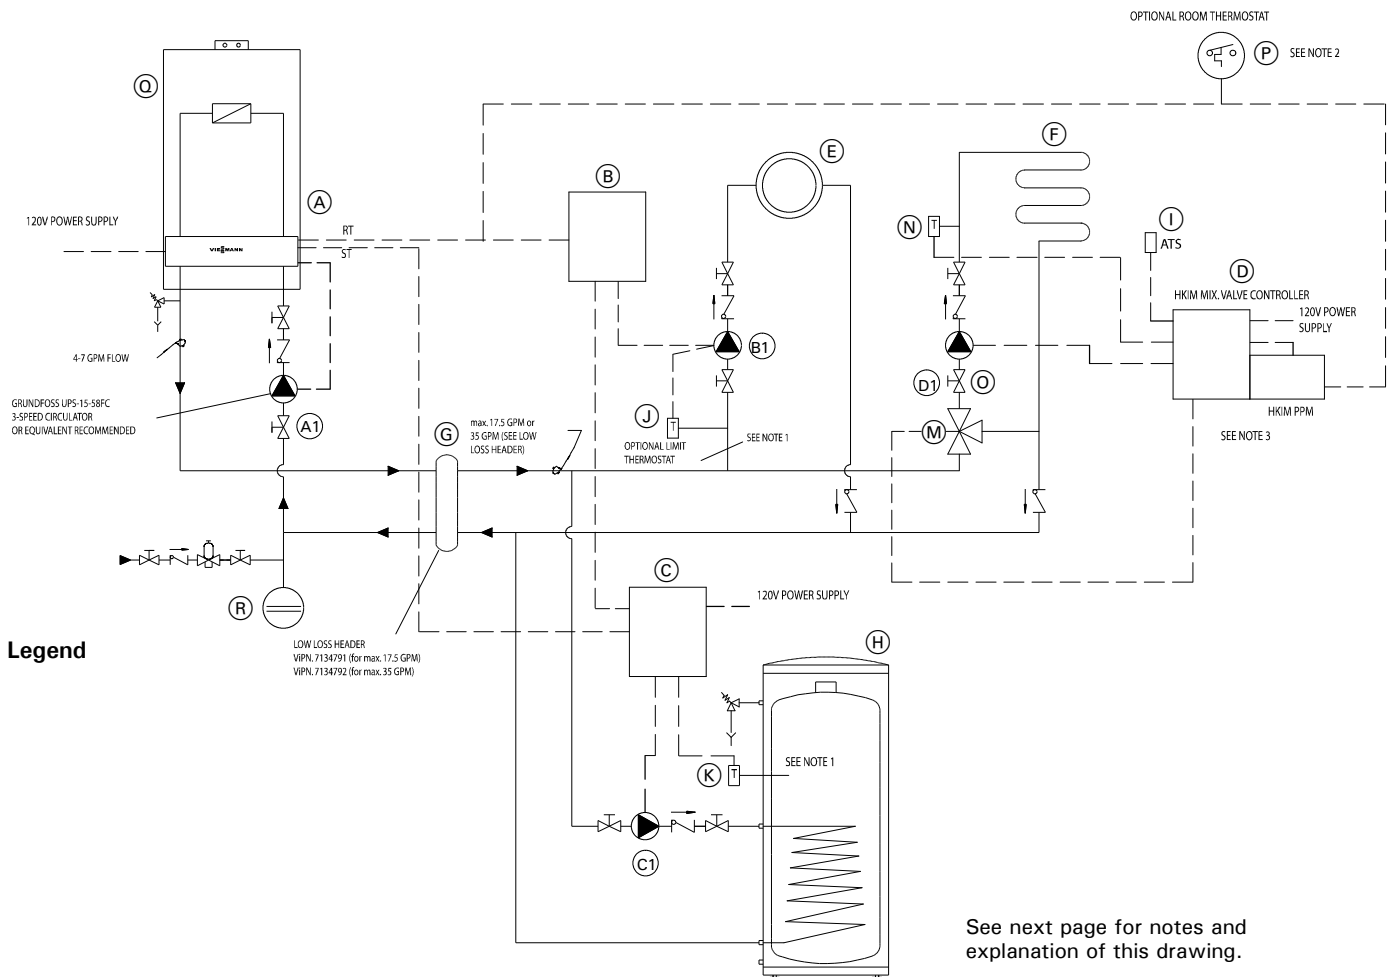 OPTIONAL ROOM THERMOSTAT
P
SEE NOTE 2
Q
A
120V POWER SUPPLY
VIESMANN
RT
ST
B
E
F
N
I
ATS
D
HKIM MIX. VALVE CONTROLLER
120V POWER
SUPPLY
HKIM PPM
SEE NOTE 3
4-7 GPM FLOW
GRUNDFOSS UPS-15-58FC
3-SPEED CIRCULATOR
OR EQUIVALENT RECOMMENDED
A1
B1
D1
O
M
J
T
T
OPTIONAL LIMIT
THERMOSTAT
SEE NOTE 1
G
max. 17.5 GPM or
35 GPM (SEE LOW
LOSS HEADER)
R
Legend
LOW LOSS HEADER
ViPN. 7134791 (for max. 17.5 GPM)
ViPN. 7134792 (for max. 35 GPM)
C
120V POWER SUPPLY
H
K
T
SEE NOTE 1
C1
See next page for notes and
explanation of this drawing.